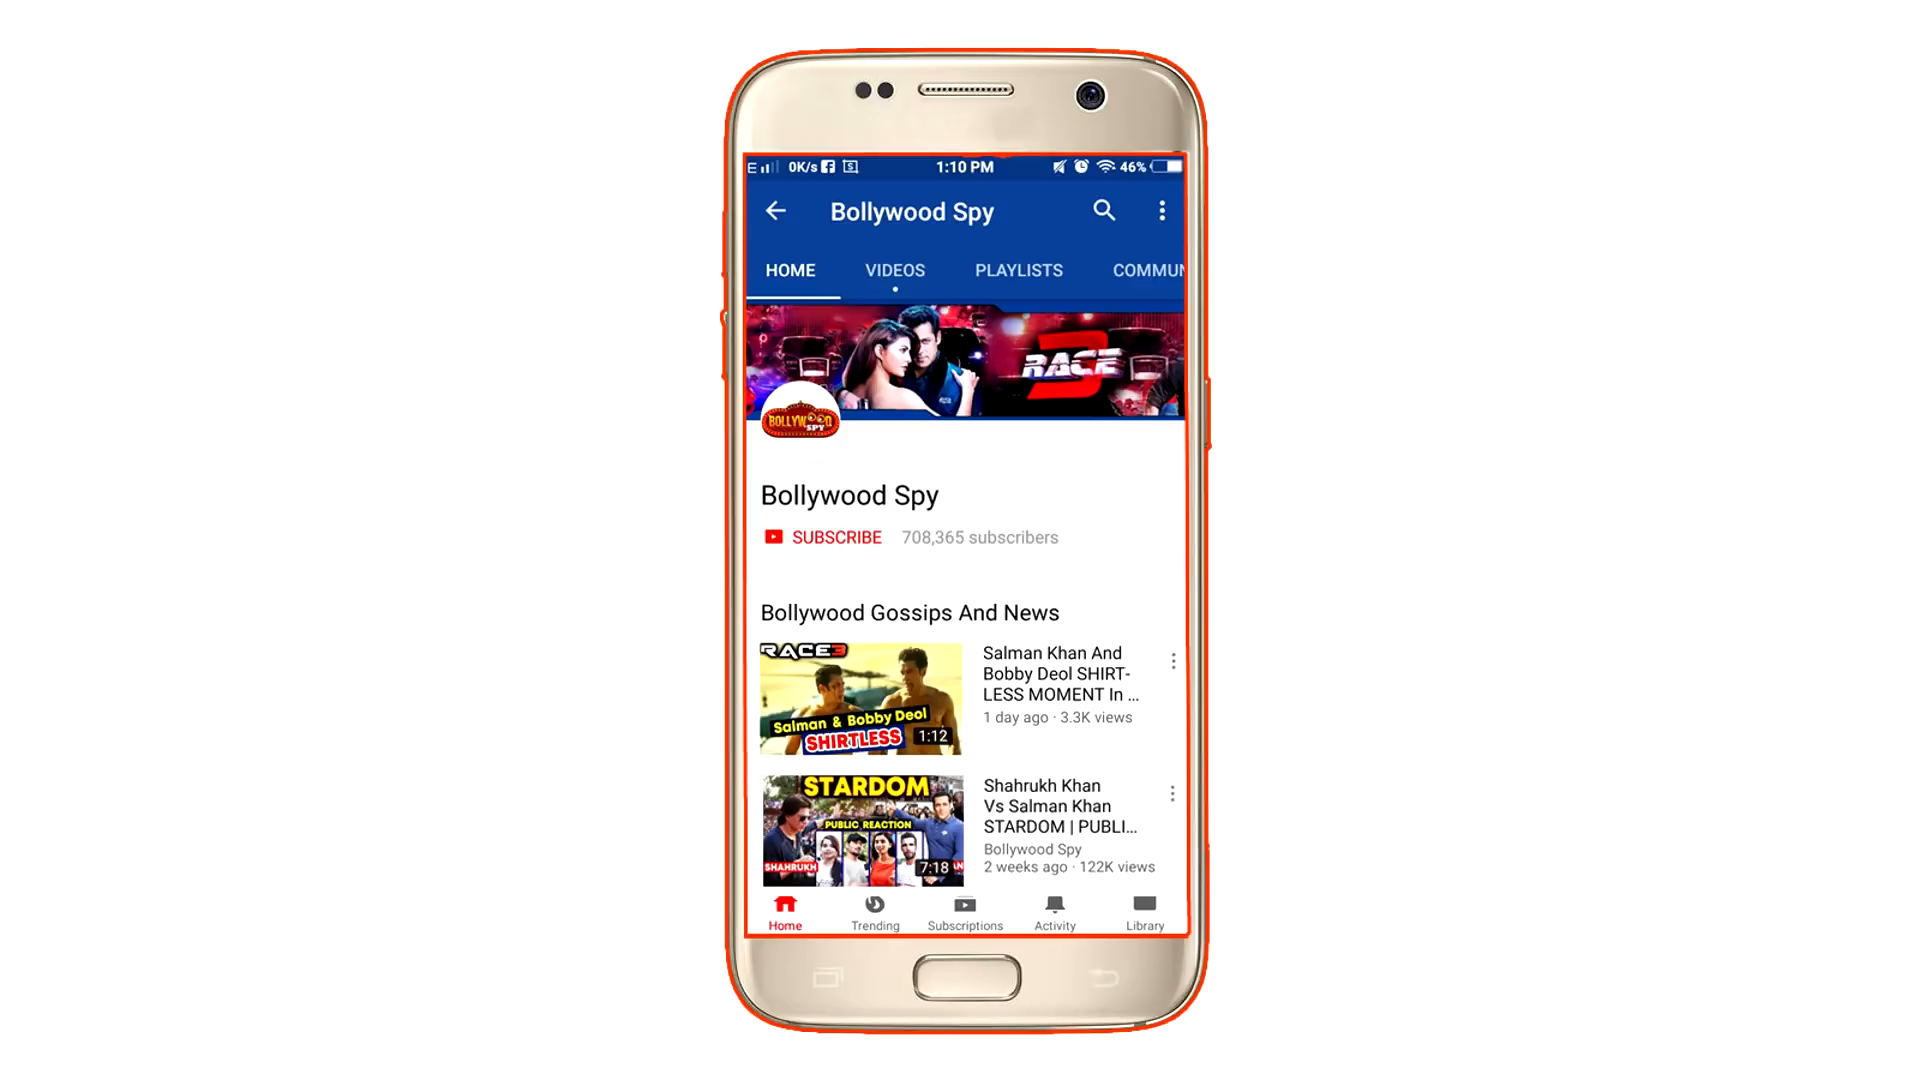 E 0K/s 1:10 PM 46%
Bollywood Spy
HOME VIDEOS PLAYLISTS COMMUN
RACE 3
BOLLYWOOD
SPY
Bollywood Spy
SUBSCRIBE 708,365 subscribers
Bollywood Gossips And News
RACE3
Salman & Bobby Deol
SHIRTLESS
1:12
Salman Khan And
Bobby Deol SHIRT-
LESS MOMENT In ...
1 day ago · 3.3K views
STARDOM
PUBLIC REACTION
SHAHRUKH
7:18
Shahrukh Khan
Vs Salman Khan
STARDOM | PUBLI...
Bollywood Spy
2 weeks ago · 122K views
Home Trending Subscriptions Activity Library